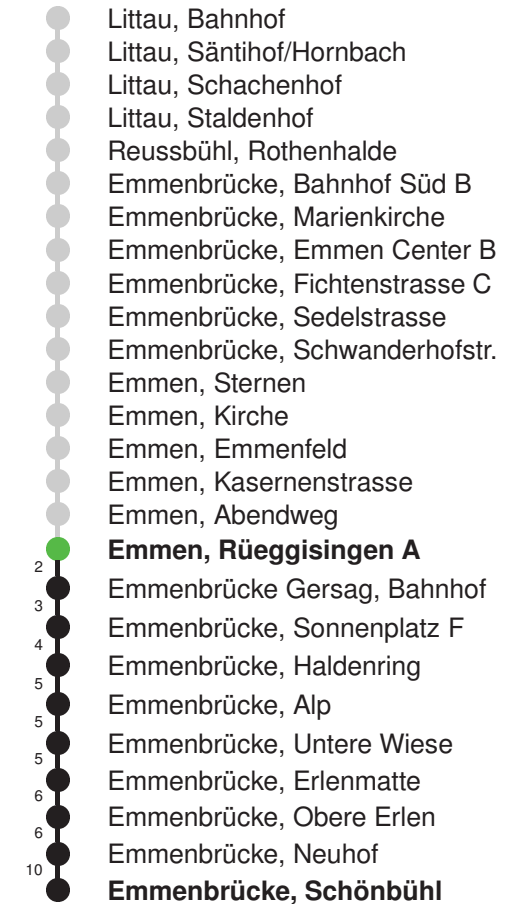 Littau, Bahnhof
Littau, Säntihof/Hornbach
Littau, Schachenhof
Littau, Staldenhof
Reussbühl, Rothenhalde
Emmenbrücke, Bahnhof Süd B
Emmenbrücke, Marienkirche
Emmenbrücke, Emmen Center B
Emmenbrücke, Fichtenstrasse C
Emmenbrücke, Sedelstrasse
Emmenbrücke, Schwanderhofstr.
Emmen, Sternen
Emmen, Kirche
Emmen, Emmenfeld
Emmen, Kasernenstrasse
Emmen, Abendweg
Emmen, Rüeggisingen A
2
Emmenbrücke Gersag, Bahnhof
3
Emmenbrücke, Sonnenplatz F
4
Emmenbrücke, Haldenring
5
Emmenbrücke, Alp
5
Emmenbrücke, Untere Wiese
5
Emmenbrücke, Erlenmatte
6
Emmenbrücke, Obere Erlen
6
Emmenbrücke, Neuhof
10
Emmenbrücke, Schönbühl